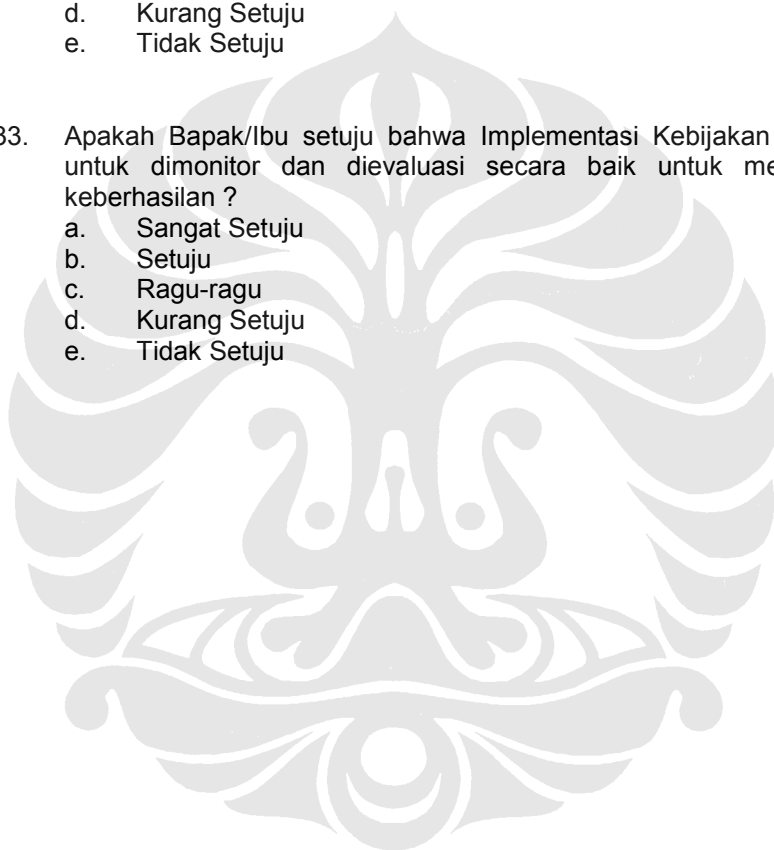 d. Kurang Setuju
e. Tidak Setuju
33. Apakah Bapak/Ibu setuju bahwa Implementasi Kebijakan
untuk dimonitor dan dievaluasi secara baik untuk
keberhasilan ?
a. Sangat Setuju
b. Setuju
c. Ragu-ragu
d. Kurang Setuju
e. Tidak Setuju